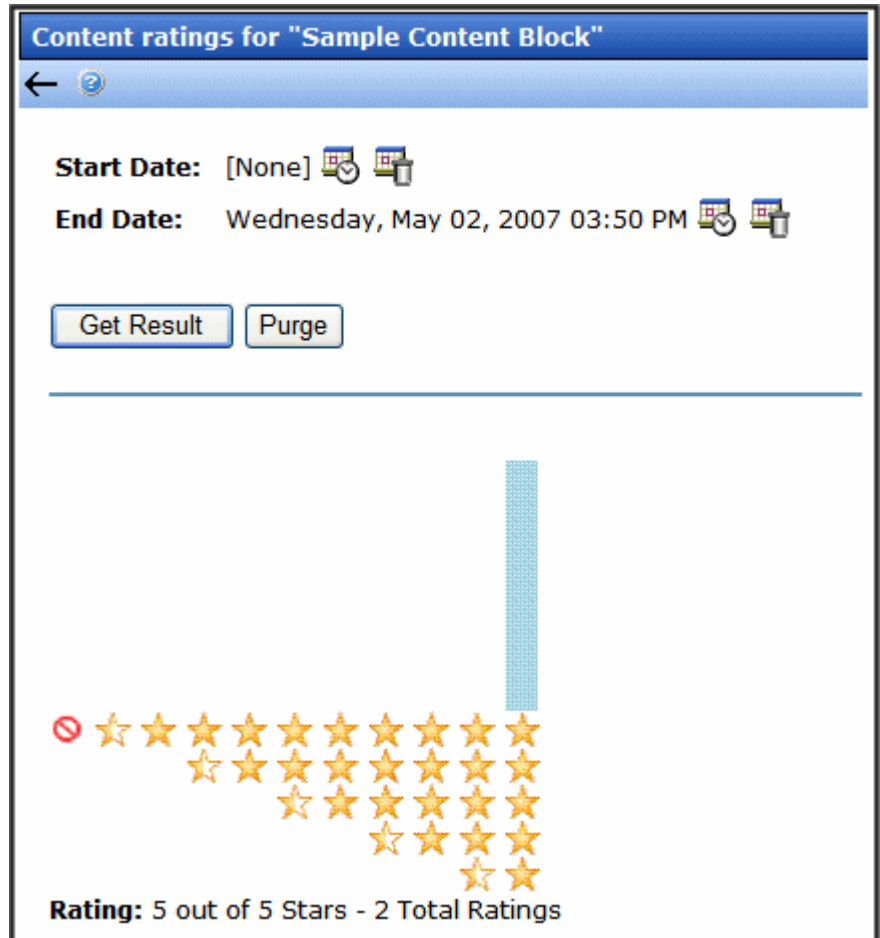 Content ratings for "Sample Content Block"
Start Date: [None]
End Date: Wednesday, May 02, 2007 03:50 PM
Get Result Purge
Rating: 5 out of 5 Stars - 2 Total Ratings